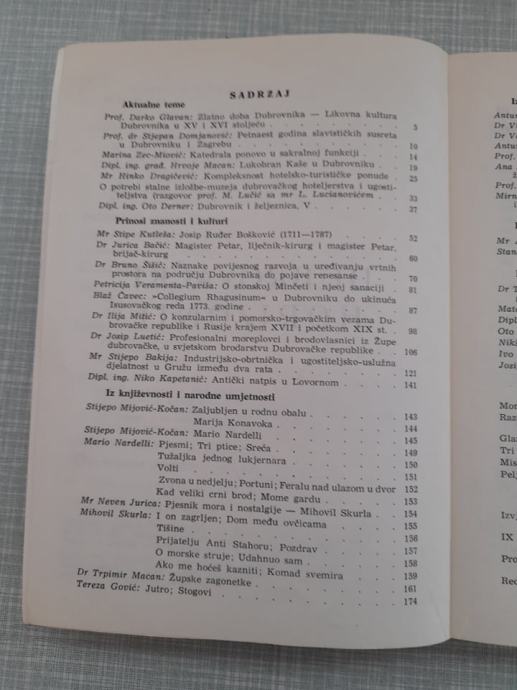 SADRŽAJ
Aktualne teme
Prof. Darko Glavan: Zlatno doba Dubrovnika — Likovna kultura
Dubrovnika u XV i XVI stoljeću 5
Prof. dr Stjepan Domjanović: Petnaest godina slavističkih susreta
u Dubrovniku i Zagrebu 10
Marina Zec-Miović: Katedrala ponovo u sakralnoj funkciji 14
Dipl. ing. građ. Hrvoje Macan: Lukobran Kaše u Dubrovniku 19
Mr Hinko Dragičević: Kompleksnost hotelsko-turističke ponude 25
O potrebi stalne izložbe-muzeja dubrovačkog hoteljerstva i ugosti-
teljstva (razgovor prof. M. Lučić sa mr L. Lucianovićem) 33
Dipl. ing. Oto Derner: Dubrovnik i željeznica, V 37
Prinosi znanosti i kulturi
Mr Stipe Kutleša: Josip Ruđer Bošković (1711—1787) 52
Dr Jurica Bačić: Magister Petar, liječnik-kirurg i magister Petar,
brijač-kirurg 60
Dr Bruno Šišić: Naznake povijesnog razvoja u uređivanju vrtnih
prostora na području Dubrovnika do pojave renesanse 70
Petricija Veramenta-Paviša: O stonskoj Minčeti i njeoj sanaciji 81
Blaž Čavec: »Collegium Rhagusinum« u Dubrovniku do ukinuća
Isusovačkog reda 1773. godine 87
Dr Ilija Mitić: O konzularnim i pomorsko-trgovačkim vezama Du-
brovačke republike i Rusije krajem XVII i početkom XIX st. 98
Dr Josip Luetić: Profesionalni moreplovci i brodovlasnici iz Župe
dubrovačke, u svjetskom brodarstvu Dubrovačke republike 106
Mr Stijepo Bakija: Industrijsko-obrtnička i ugostiteljsko-uslužna
djelatnost u Gružu između dva rata 121
Dipl. ing. Niko Kapetanić: Antički natpis u Lovornom 141
Iz književnosti i narodne umjetnosti
Stijepo Mijović-Kočan: Zaljubljen u rodnu obalu 143
Marija Konavoka 144
Stijepo Mijović-Kočan: Mario Nardelli 145
Mario Nardelli: Pjesmi; Tri ptice; Sreća 149
Tužaljka jednog lukjernara 150
Volti 151
Zvona u nedjelju; Portuni; Feralu nad ulazom u dvor 152
Kad veliki crni brod; Mome gardu 153
Mr Neven Jurica: Pjesnik mora i nostalgije — Mihovil Skurla 154
Mihovil Skurla: I on zagrljen; Dom među ovčicama 155
Tišine 156
Prijatelju Anti Stahoru; Pozdrav 157
O morske struje; Udahnuo sam 158
Ako me hoćeš kazniti; Komad svemira 159
Dr Trpimir Macan: Župske zagonetke 161
Tereza Gović: Jutro; Stogovi 174